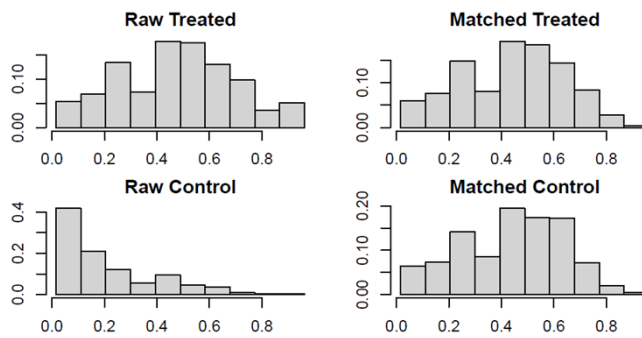 Raw Treated
0.00 0.10
0.0 0.2 0.4 0.6 0.8
Matched Treated
0.00 0.10
0.0 0.2 0.4 0.6 0.8
Raw Control
0.0 0.2 0.4
0.0 0.2 0.4 0.6 0.8
Matched Control
0.00 0.10 0.20
0.0 0.2 0.4 0.6 0.8